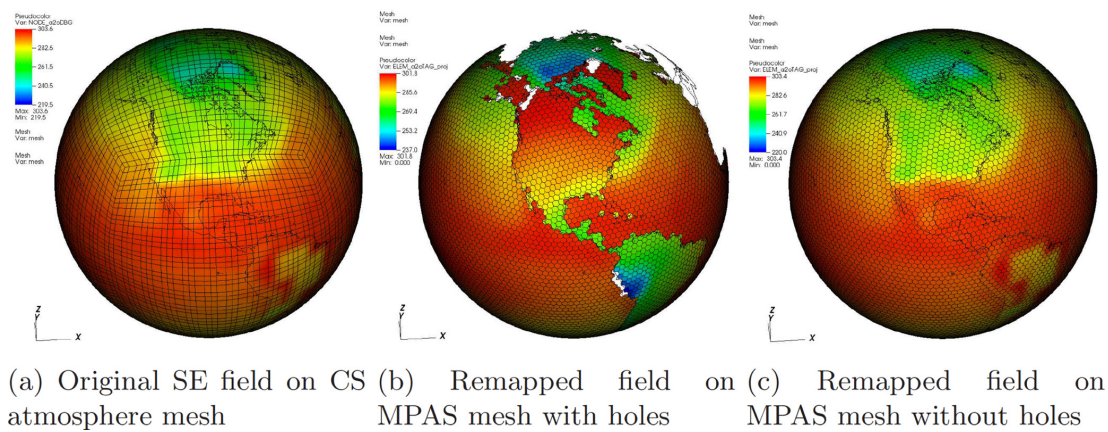 Pseudocolor
Var: NODE_a2oDBG
303.6
282.6
261.5
240.5
219.5
Max: 303.6
Min: 219.5
Mesh
Var: mesh
Mesh
Var: mesh
Z
Y
X
(a) Original SE field on CS
atmosphere mesh
Mesh
Var: mesh
Mesh
Var: mesh
Pseudocolor
Var: ELEM_a2oTAG_proj
301.8
285.6
269.4
253.2
237.0
Max: 301.8
Min: 0.000
Z
Y
X
(b) Remapped field on
MPAS mesh with holes
Mesh
Var: mesh
Mesh
Var: mesh
Pseudocolor
Var: ELEM_a2oTAG_proj
303.4
282.6
261.7
240.9
220.0
Max: 303.4
Min: 0.000
Z
Y
X
(c) Remapped field on
MPAS mesh without holes